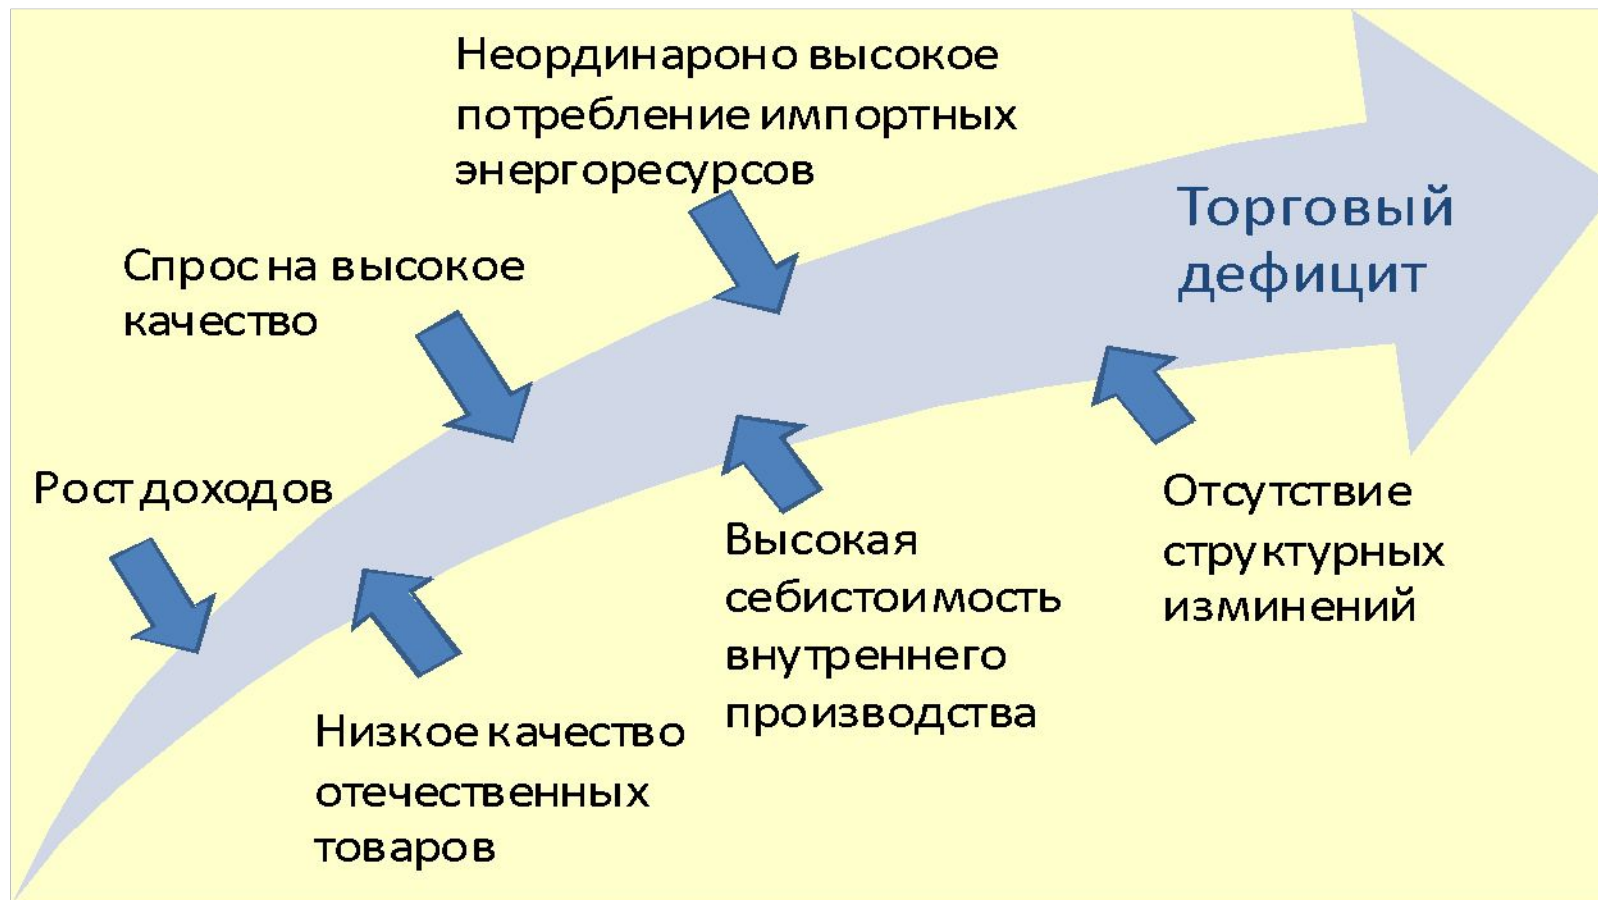 Неординароно высокое
потребление импортных
энергоресурсов
Торговый
дефицит
Спрос на высокое
качество
Рост доходов
Отсутствие
структурных
изминений
Высокая
себистоимость
внутреннего
производства
Низкое качество
отечественных
товаров